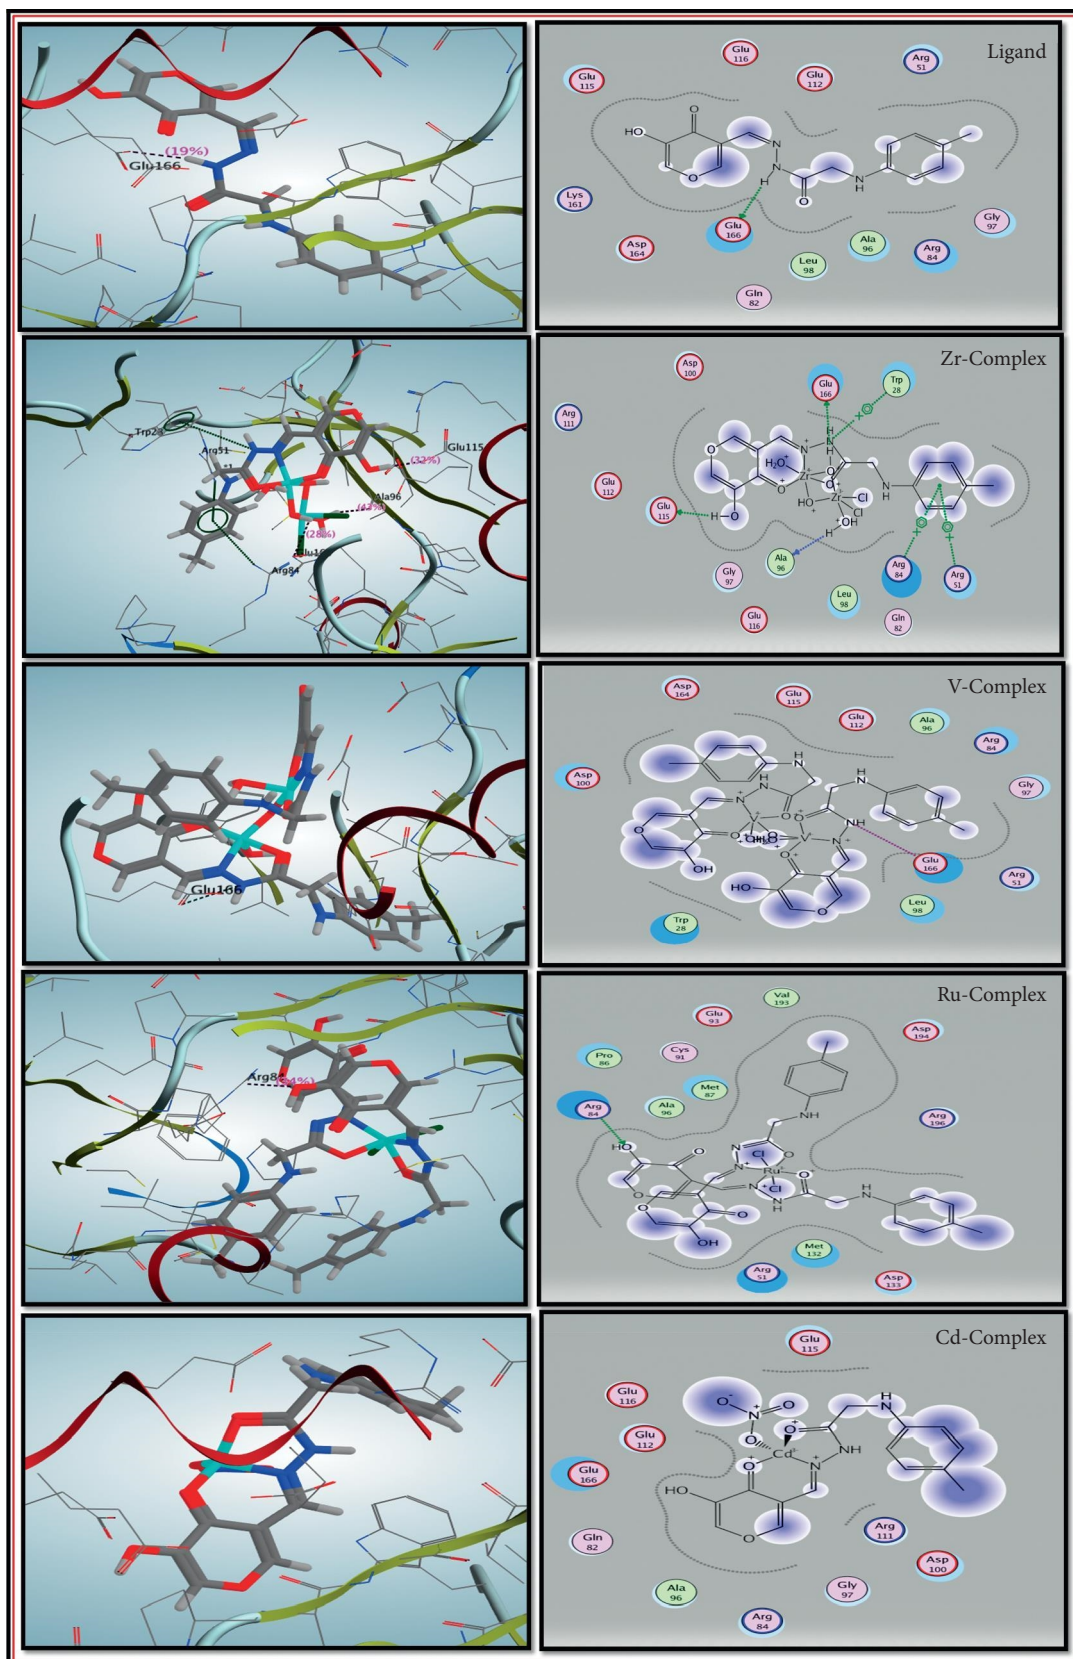 (19%)
Glu166
Ligand
Glu
116
Arg
51
Glu
115
Glu
112
O
HO
N
N
H
O
O
N
H
Lys
161
Glu
166
Asp
164
Gly
97
Ala
96
Arg
84
Leu
98
Gln
82
Arg51
Glu115
(32%)
Ala96
(28%)
Arg84
Zr-Complex
Asp
100
Glu
166
Trp
28
Arg
111
Glu
112
Glu
115
H₂O⁺
Zr
HO
Zr
Cl
Cl
OH
H
N
H
O
Ala
96
Gly
97
Leu
98
Arg
84
Arg
51
Glu
116
Gln
82
Glu166
V-Complex
Asp
164
Glu
115
Glu
112
Ala
96
Arg
84
Asp
100
Gly
97
H
N
NH
V
V
OH
HO
Glu
166
Arg
51
Leu
98
Trp
28
Arg84
Ru-Complex
Val
193
Glu
93
Asp
194
Pro
86
Cys
91
Met
87
Arg
84
Ala
96
Arg
196
HO
NH
Cl
Ru
Cl
N
H
OH
Met
132
Arg
51
Asp
133
Cd-Complex
Glu
115
Glu
116
Glu
112
Glu
166
O⁻
N⁺
O
O
O⁺
H
N
Cd
NH
N⁺
O⁺
HO
O
Gln
82
Arg
111
Asp
100
Gly
97
Ala
96
Arg
84